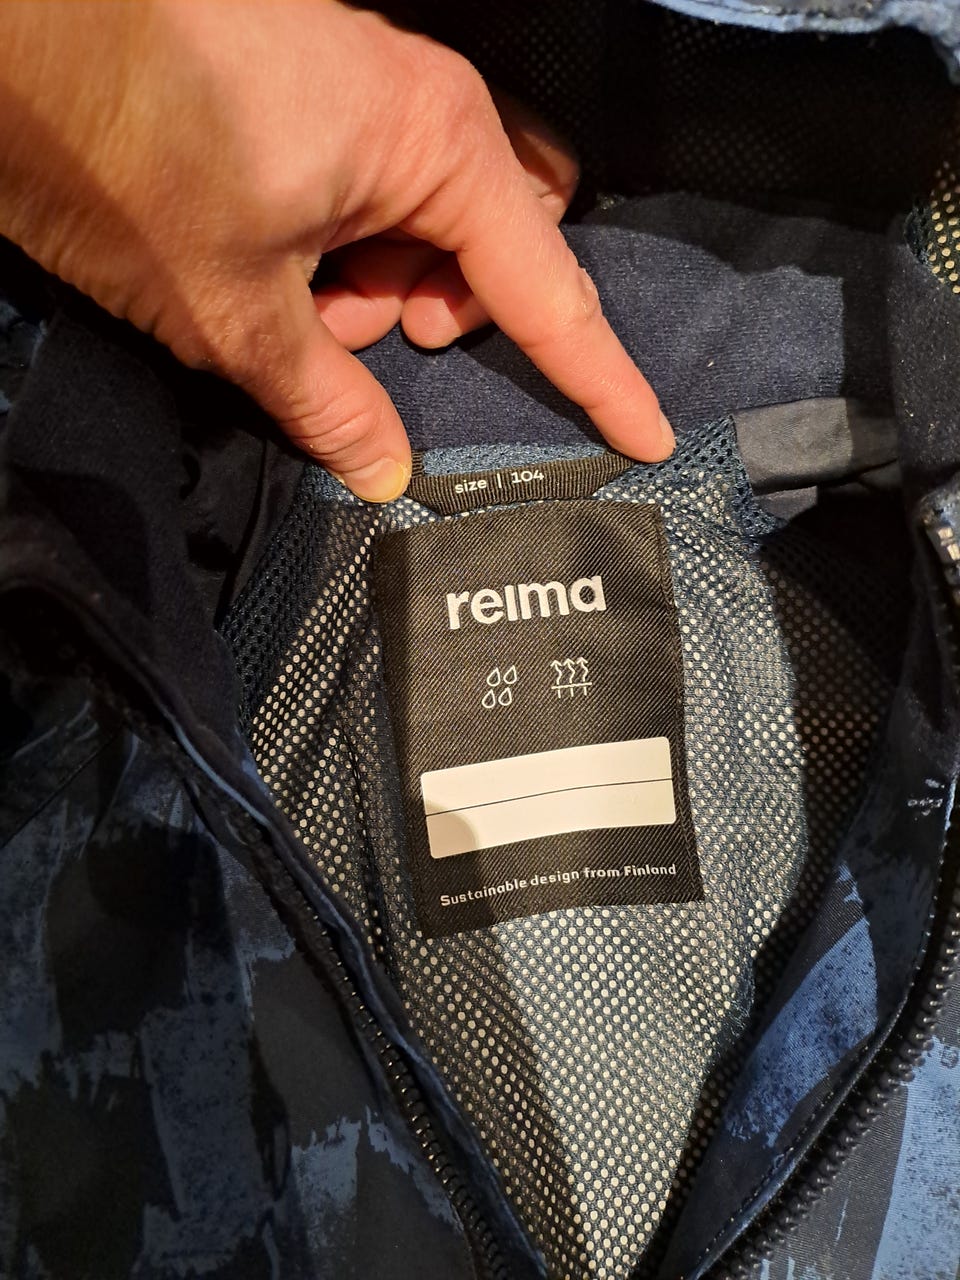 size | 104
reima
Sustainable design from Finland